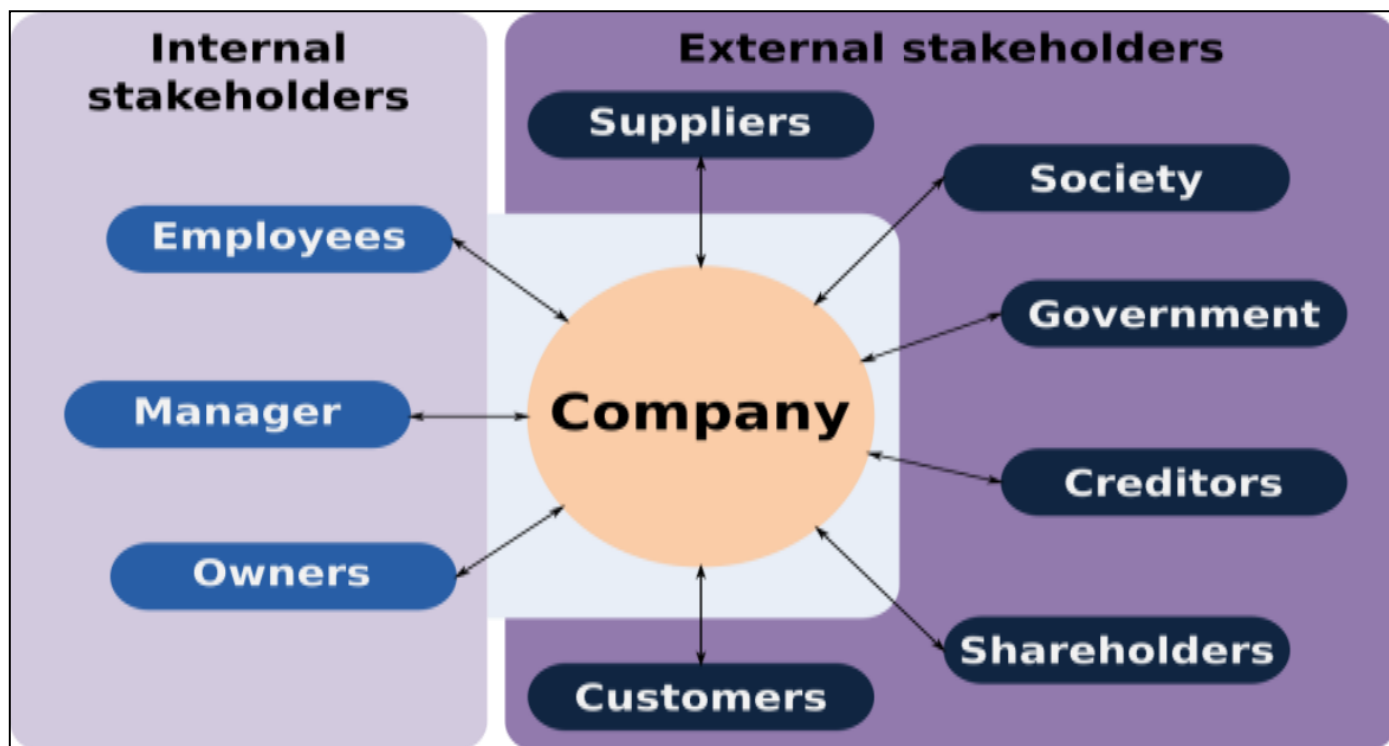 Internal
stakeholders
External stakeholders
Suppliers
Society
Employees
Government
Manager
Company
Creditors
Owners
Shareholders
Customers